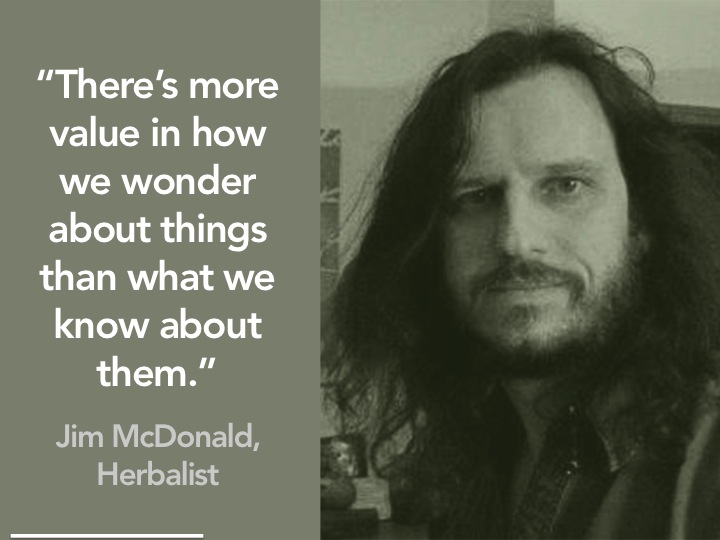 “There’s more
value in how
we wonder
about things
than what we
know about
them.”
Jim McDonald,
Herbalist